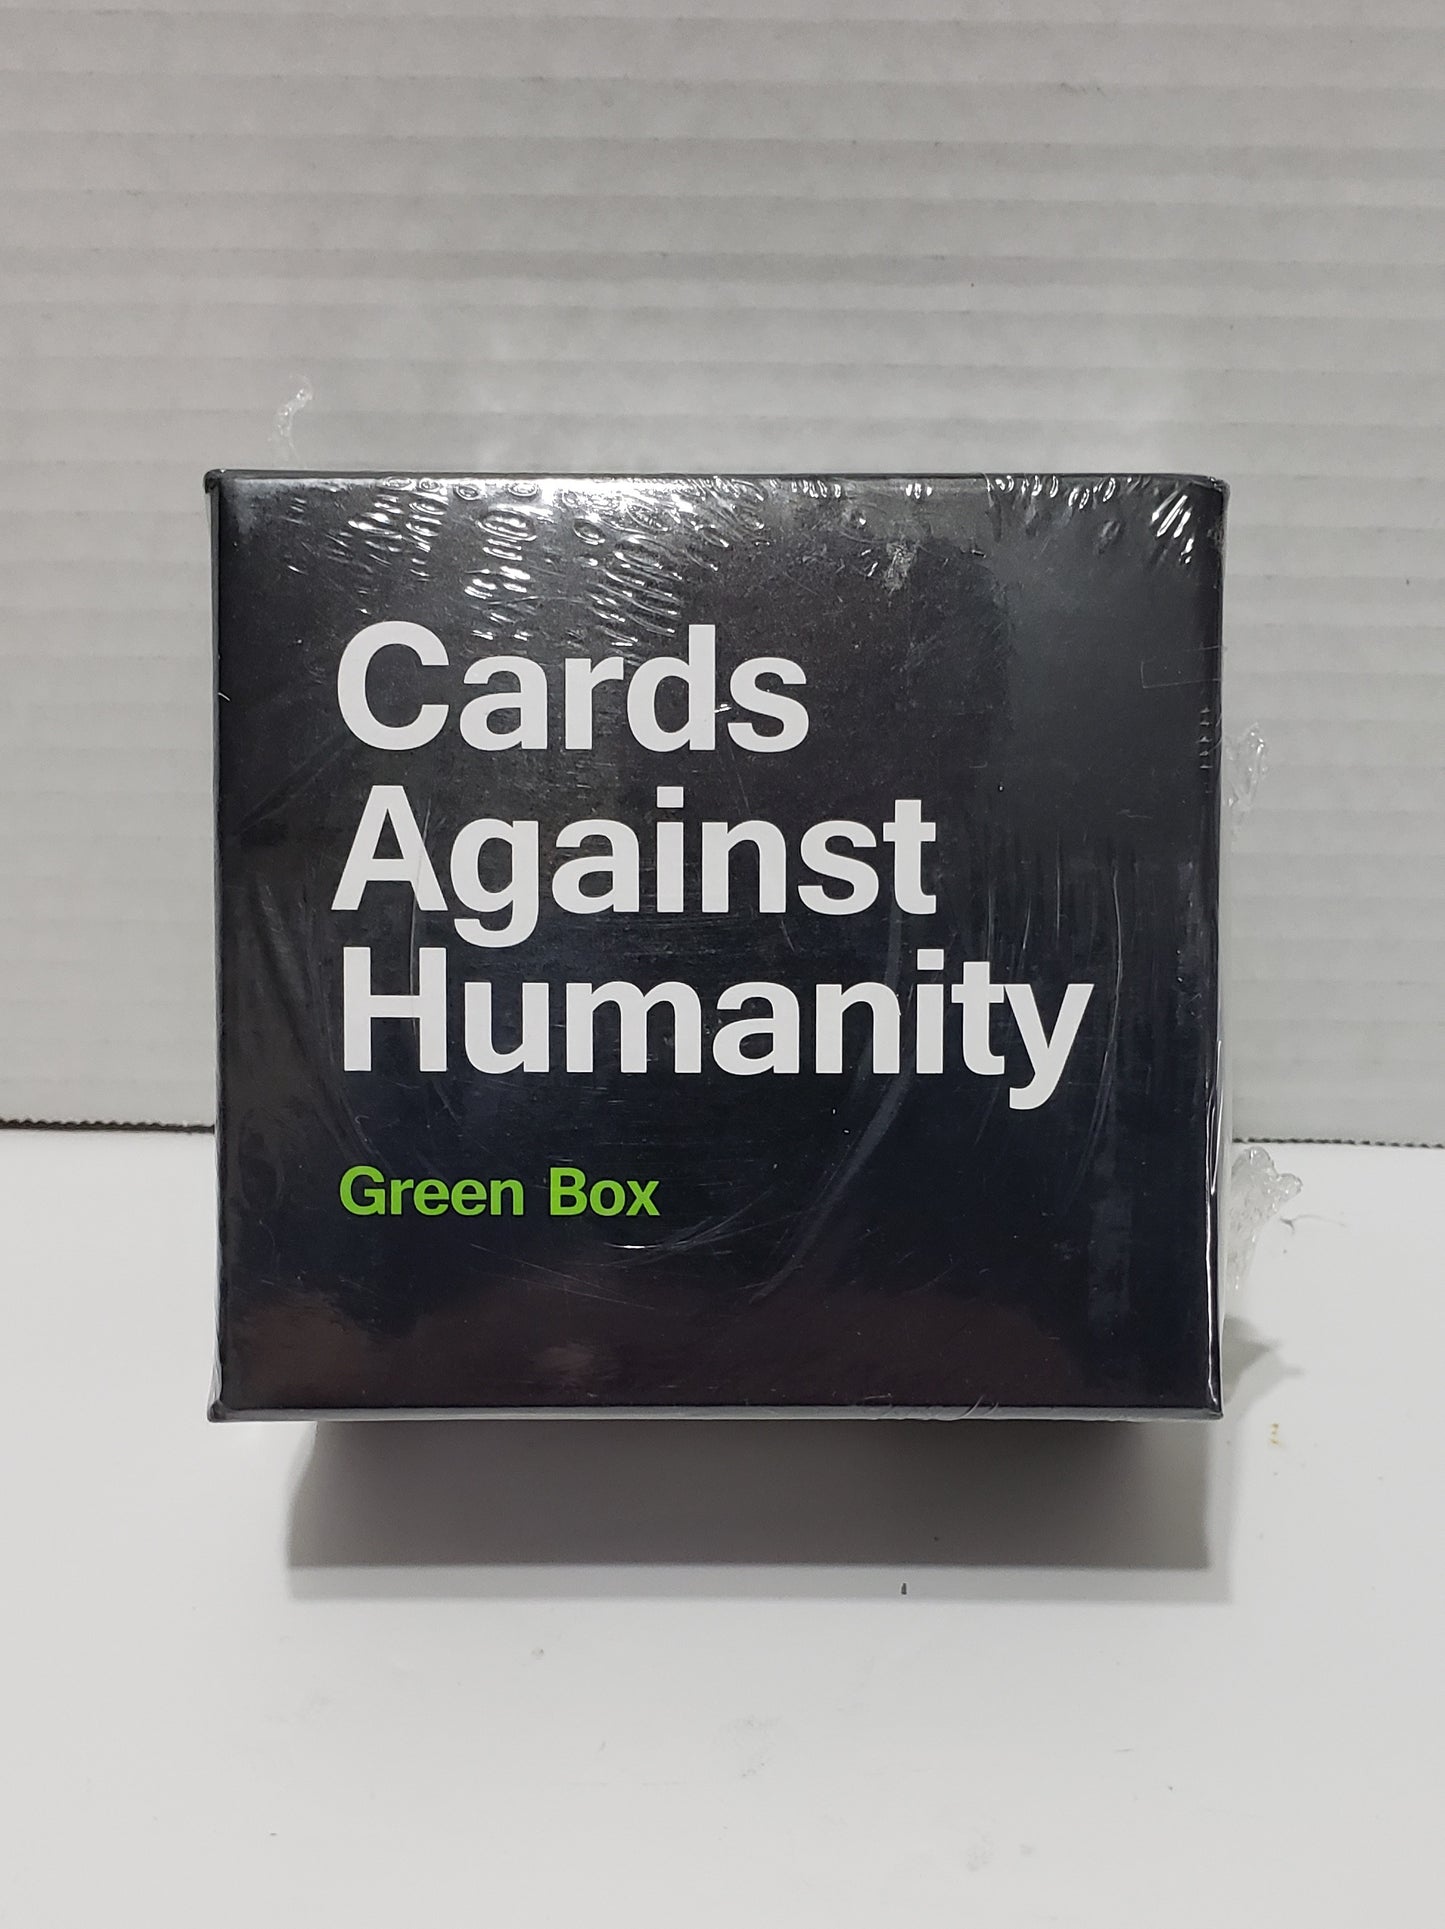 Cards
Against
Humanity
Green Box